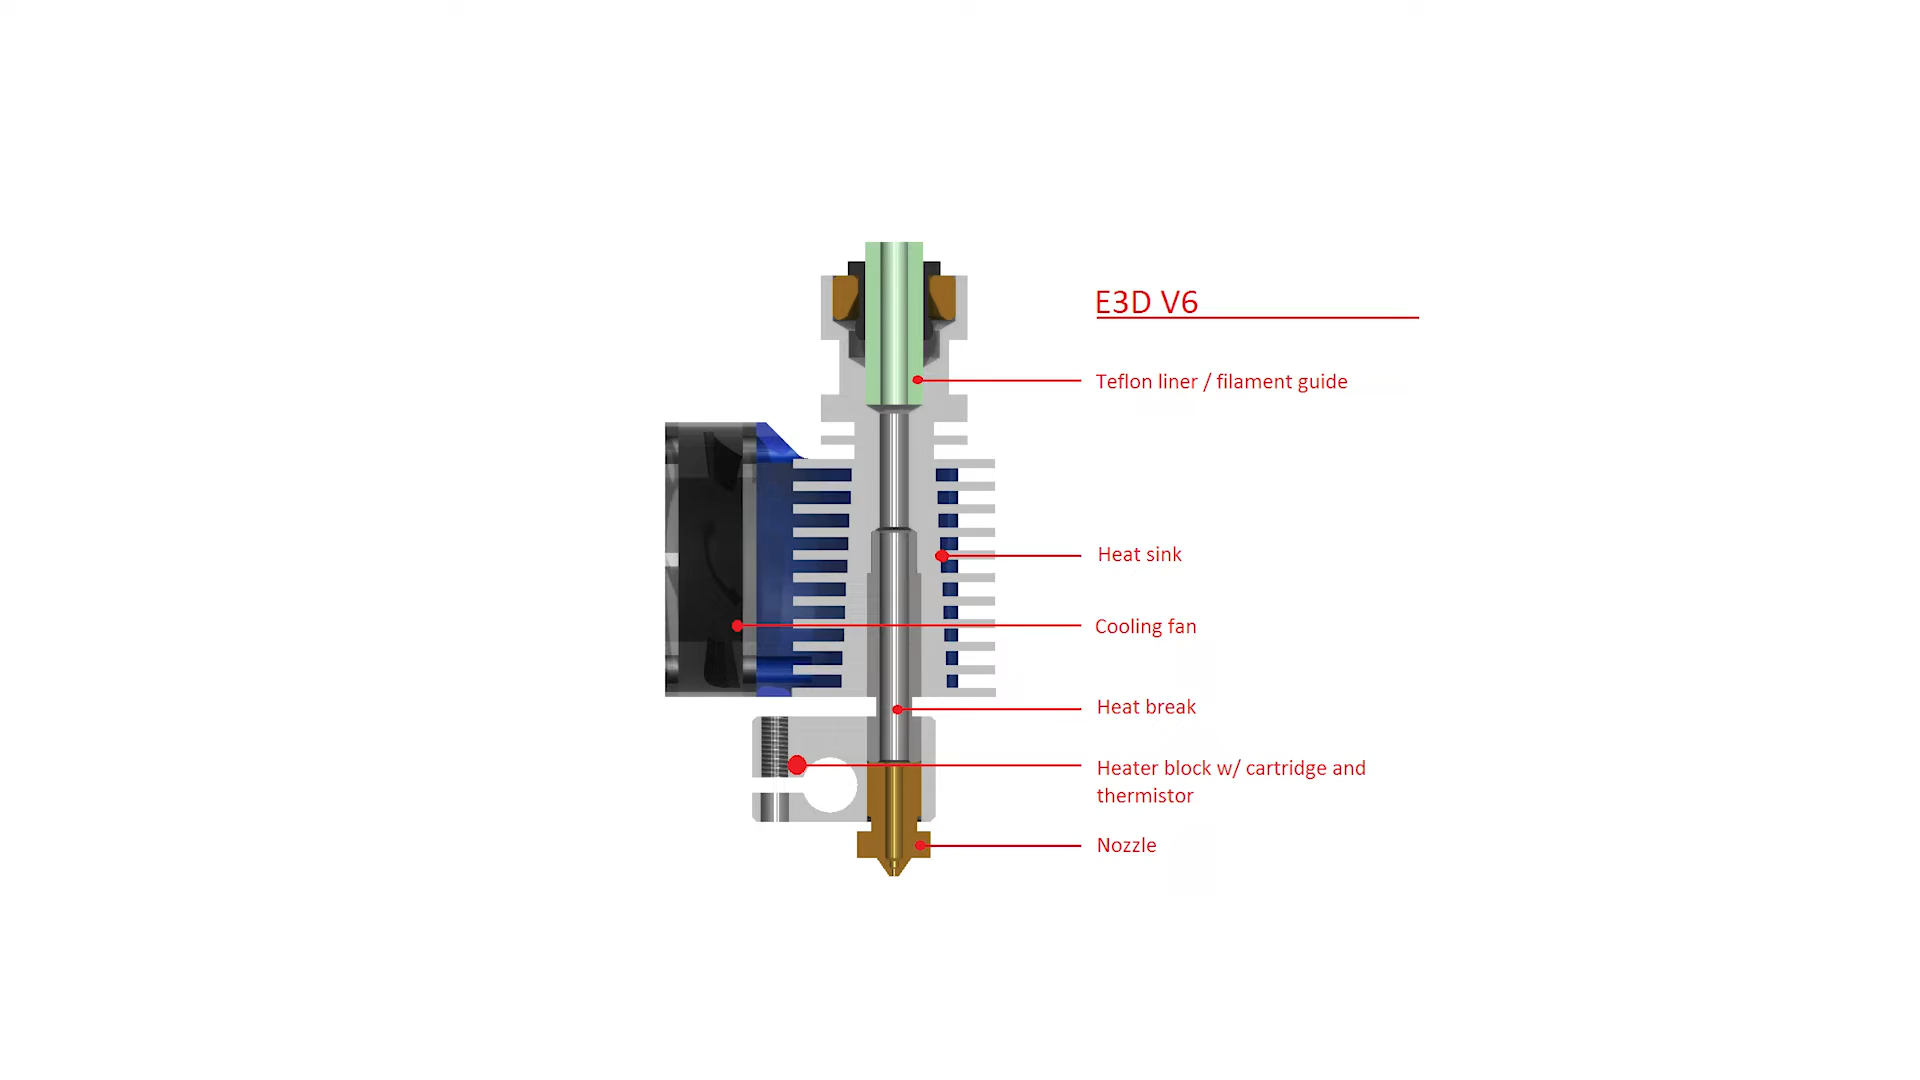 E3D V6
Teflon liner / filament guide
Heat sink
Cooling fan
Heat break
Heater block w/ cartridge and
thermistor
Nozzle